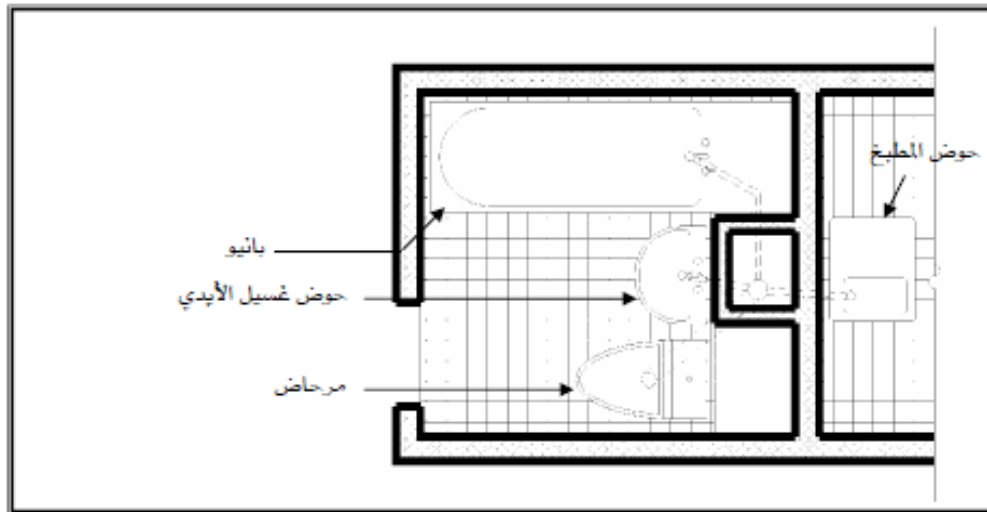 حوض المطبخ
بانيو
حوض غسيل الأيدي
مرحاض